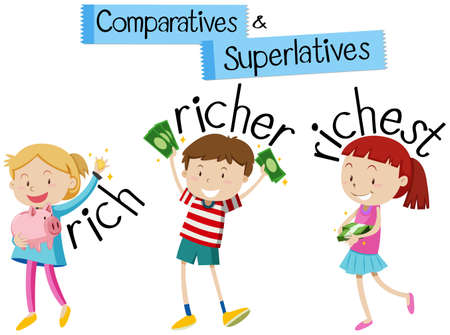 Comparatives &
Superlatives
rich
richer
richest